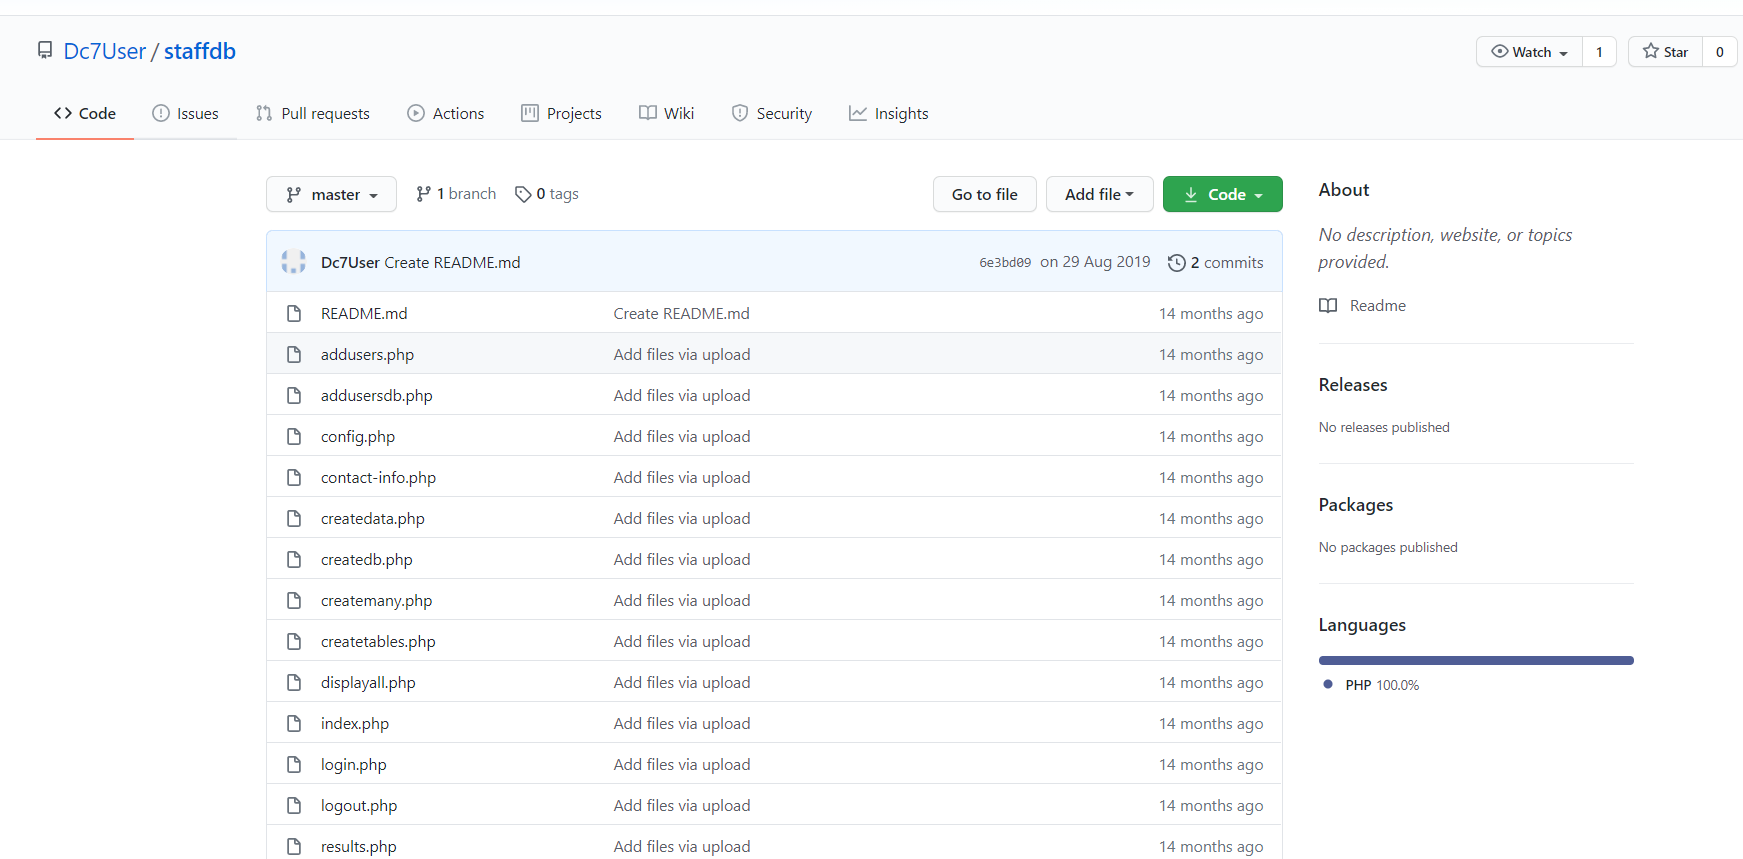 Dc7User / staffdb
Watch 1 Star 0
Code Issues Pull requests Actions Projects Wiki Security Insights
master 1 branch 0 tags Go to file Add file Code
Dc7User Create README.md 6e3bd09 on 29 Aug 2019 2 commits
README.md Create README.md 14 months ago
addusers.php Add files via upload 14 months ago
addusersdb.php Add files via upload 14 months ago
config.php Add files via upload 14 months ago
contact-info.php Add files via upload 14 months ago
createdata.php Add files via upload 14 months ago
createdb.php Add files via upload 14 months ago
createmany.php Add files via upload 14 months ago
createtables.php Add files via upload 14 months ago
displayall.php Add files via upload 14 months ago
index.php Add files via upload 14 months ago
login.php Add files via upload 14 months ago
logout.php Add files via upload 14 months ago
results.php Add files via upload 14 months ago
About
No description, website, or topics
provided.
Readme
Releases
No releases published
Packages
No packages published
Languages
PHP 100.0%